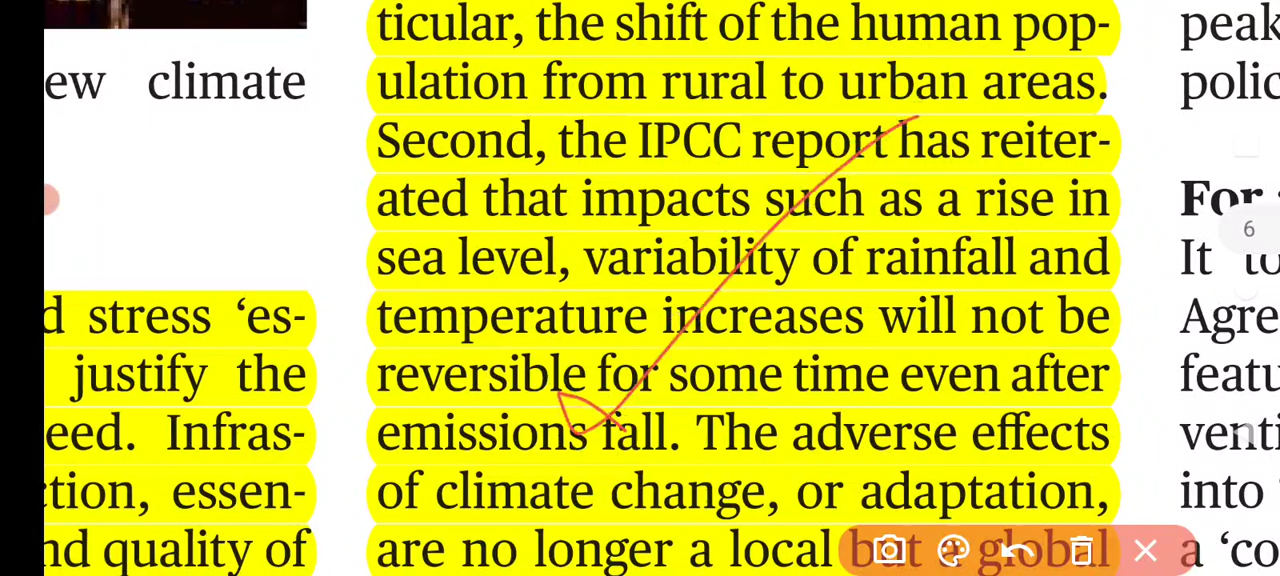 ew climate
d stress ‘es-
justify the
eed. Infras-
ction, essen-
nd quality of
ticular, the shift of the human pop-
ulation from rural to urban areas.
Second, the IPCC report has reiter-
ated that impacts such as a rise in
sea level, variability of rainfall and
temperature increases will not be
reversible for some time even after
emissions fall. The adverse effects
of climate change, or adaptation,
are no longer a local but a global
peak
polic
For
6
It to
Agre
featu
venti
into
a ‘co